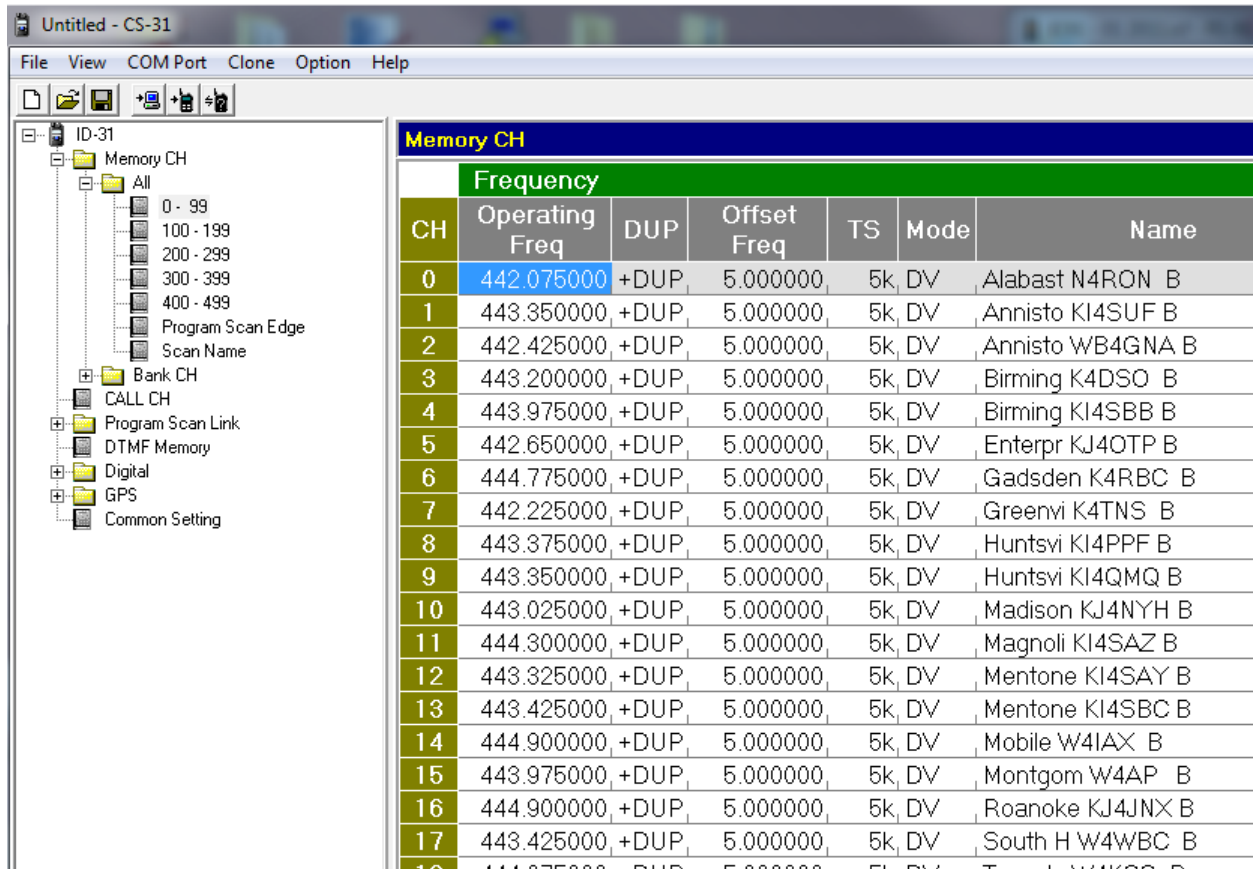 Untitled - CS-31
File View COM Port Clone Option Help
ID-31
Memory CH
All
0 - 99
100 - 199
200 - 299
300 - 399
400 - 499
Program Scan Edge
Scan Name
Bank CH
CALL CH
Program Scan Link
DTMF Memory
Digital
GPS
Common Setting
Memory CH
Frequency
CH Operating Freq DUP Offset Freq TS Mode Name
0 442.075000 +DUP 5.000000 5k DV Alabast N4RON B
1 443.350000 +DUP 5.000000 5k DV Annisto KI4SUF B
2 442.425000 +DUP 5.000000 5k DV Annisto WB4GNA B
3 443.200000 +DUP 5.000000 5k DV Birming K4DSO B
4 443.975000 +DUP 5.000000 5k DV Birming KI4SBB B
5 442.650000 +DUP 5.000000 5k DV Enterpr KJ4OTP B
6 444.775000 +DUP 5.000000 5k DV Gadsden K4RBC B
7 442.225000 +DUP 5.000000 5k DV Greenvi K4TNS B
8 443.375000 +DUP 5.000000 5k DV Huntsvi KI4PPF B
9 443.350000 +DUP 5.000000 5k DV Huntsvi KI4QMQ B
10 443.025000 +DUP 5.000000 5k DV Madison KJ4NYH B
11 444.300000 +DUP 5.000000 5k DV Magnoli KI4SAZ B
12 443.325000 +DUP 5.000000 5k DV Mentone KI4SAY B
13 443.425000 +DUP 5.000000 5k DV Mentone KI4SBC B
14 444.900000 +DUP 5.000000 5k DV Mobile W4IAX B
15 443.975000 +DUP 5.000000 5k DV Montgom W4AP B
16 444.900000 +DUP 5.000000 5k DV Roanoke KJ4JNX B
17 443.425000 +DUP 5.000000 5k DV South H W4WBC B